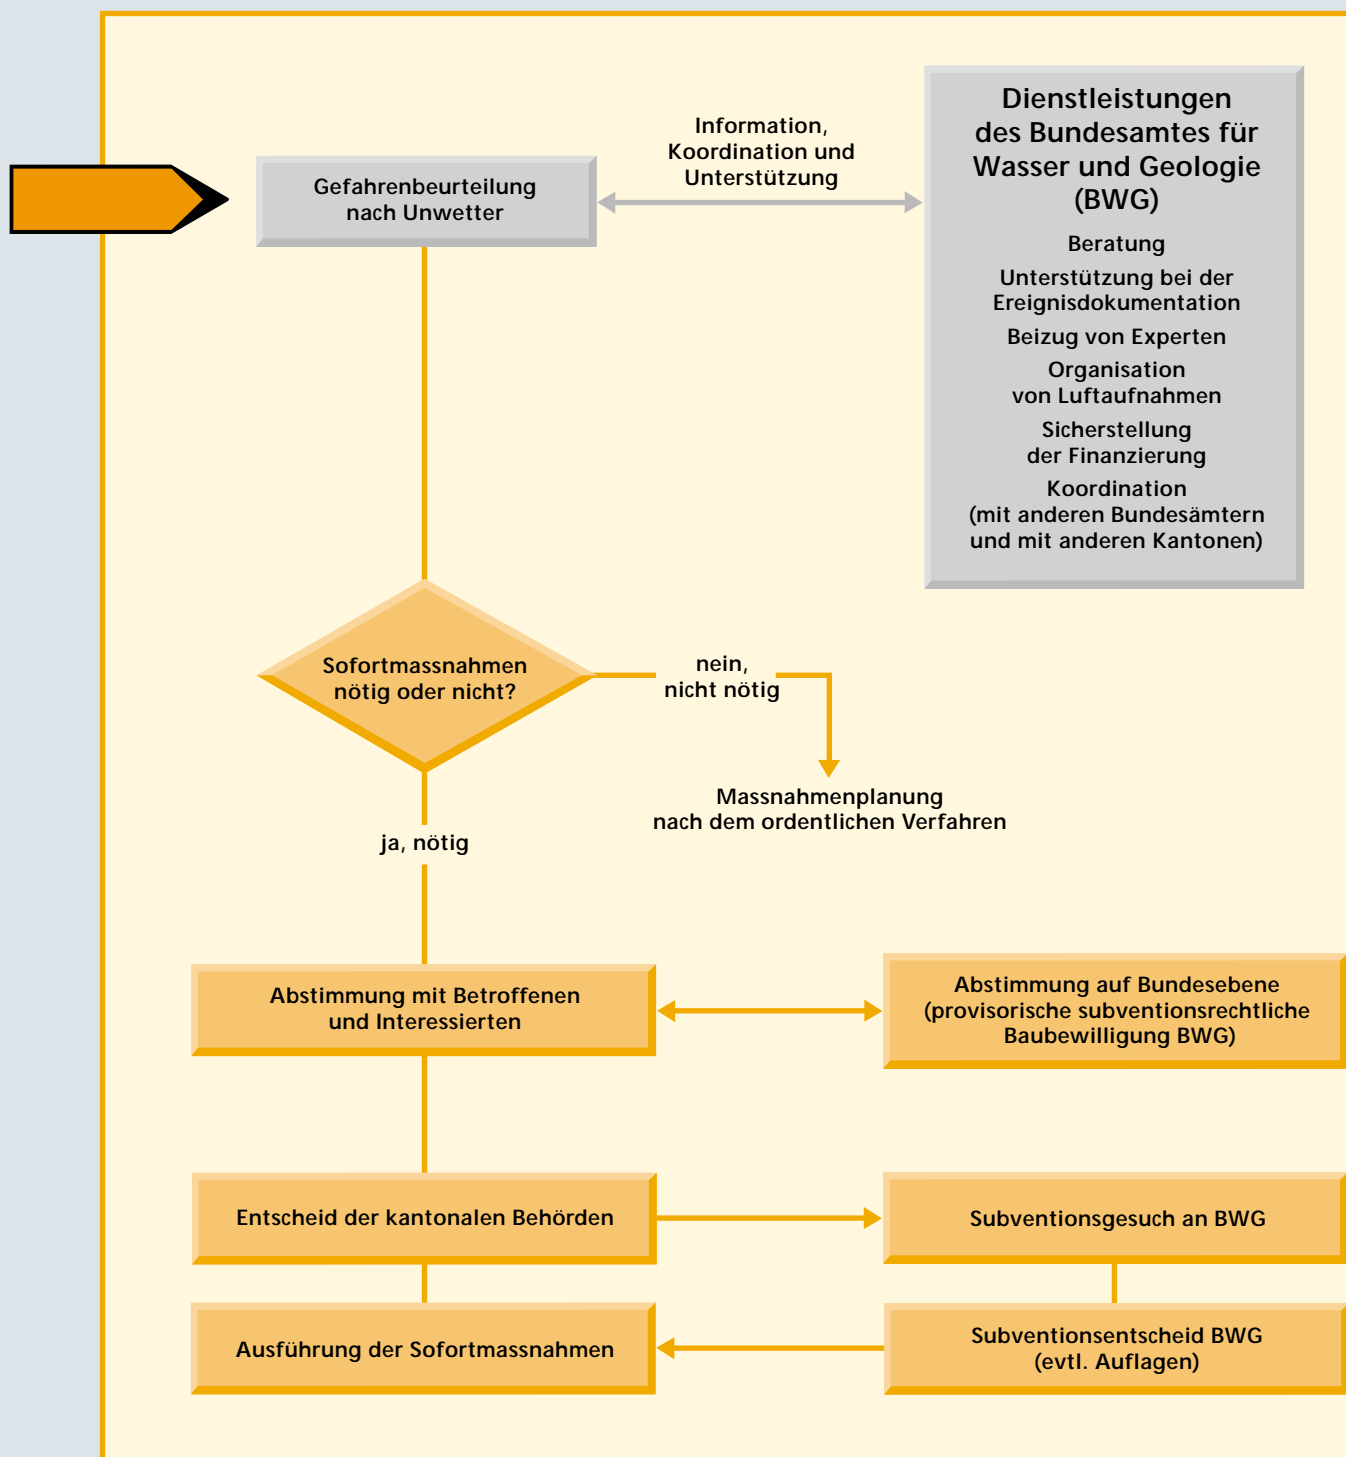 Gefahrenbeurteilung
nach Unwetter
Information,
Koordination und
Unterstützung
Dienstleistungen
des Bundesamtes für
Wasser und Geologie
(BWG)
Beratung
Unterstützung bei der
Ereignisdokumentation
Beizug von Experten
Organisation
von Luftaufnahmen
Sicherstellung
der Finanzierung
Koordination
(mit anderen Bundesämtern
und mit anderen Kantonen)
Sofortmassnahmen
nötig oder nicht?
nein,
nicht nötig
Massnahmenplanung
nach dem ordentlichen Verfahren
ja, nötig
Abstimmung mit Betroffenen
und Interessierten
Abstimmung auf Bundesebene
(provisorische subventionsrechtliche
Baubewilligung BWG)
Entscheid der kantonalen Behörden
Subventionsgesuch an BWG
Ausführung der Sofortmassnahmen
Subventionsentscheid BWG
(evtl. Auflagen)